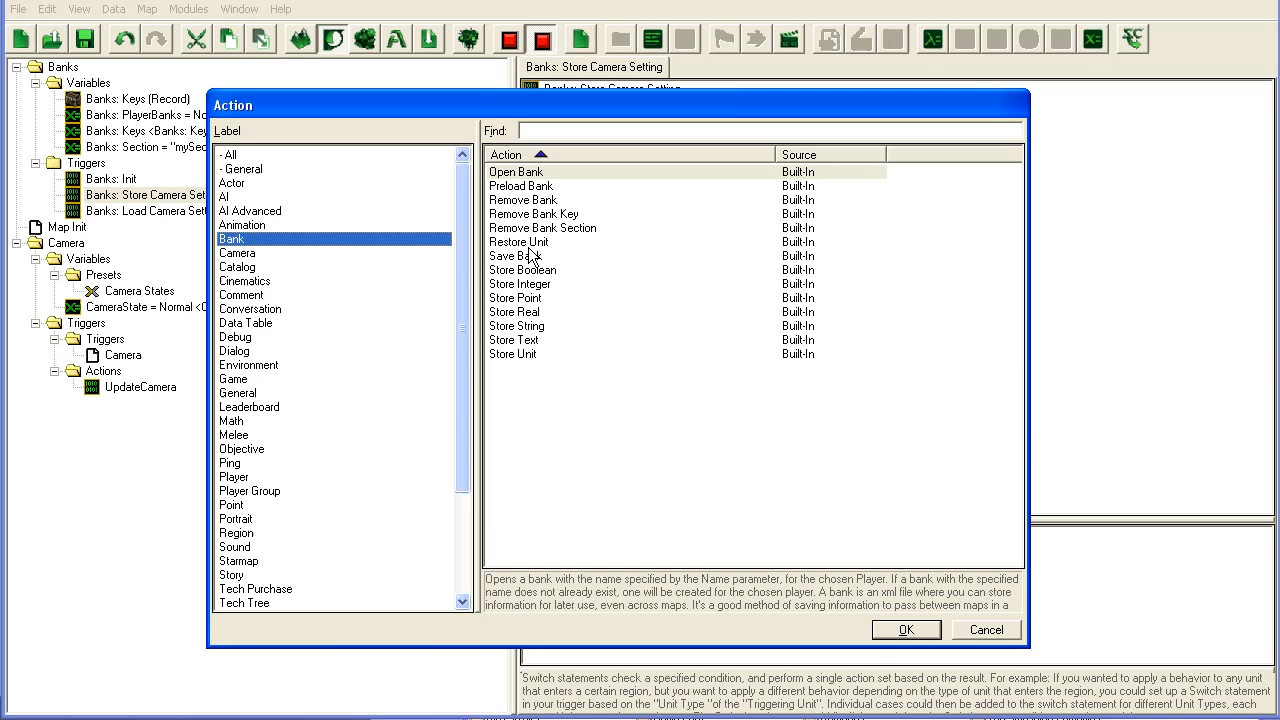 File Edit View Data Map Modules Window Help
Banks
Variables
Banks: Keys (Record)
Banks: PlayerBanks = No
Banks: Keys <Banks: Key
Banks: Section = "mySec
Triggers
Banks: Init
Banks: Store Camera Set
Banks: Load Camera Sett
Map Init
Camera
Variables
Presets
Camera States
CameraState = Normal <C
Triggers
Triggers
Camera
Actions
UpdateCamera
Banks: Store Camera Setting
Banks: Store Camera Setting
Action
Label
- All
- General
Actor
AI
AI Advanced
Animation
Bank
Camera
Catalog
Cinematics
Comment
Conversation
Data Table
Debug
Dialog
Environment
Game
General
Leaderboard
Math
Melee
Objective
Ping
Player
Player Group
Point
Portrait
Region
Sound
Starmap
Story
Tech Purchase
Tech Tree
Find:
Action Source
Open Bank Built-In
Preload Bank Built-In
Remove Bank Built-In
Remove Bank Key Built-In
Remove Bank Section Built-In
Restore Unit Built-In
Save Bank Built-In
Store Boolean Built-In
Store Integer Built-In
Store Point Built-In
Store Real Built-In
Store String Built-In
Store Text Built-In
Store Unit Built-In
Opens a bank with the name specified by the Name parameter, for the chosen Player. If a bank with the specified
name does not already exist, one will be created for the chosen player. A bank is an xml file where you can store
information for later use, even across maps. It's a good method of saving information to pass between maps in a
OK Cancel
Switch statements check a specified condition, and perform a single action set based on the result. For example: If you wanted to apply a behavior to any unit
that enters a certain region, but you want to apply a different behavior depending on the type of unit that enters the region, you could set up a Switch statement
in your trigger based on the "Unit Type "of the "Triggering Unit". Individual cases could then be added to the switch statement for different Unit Types, each